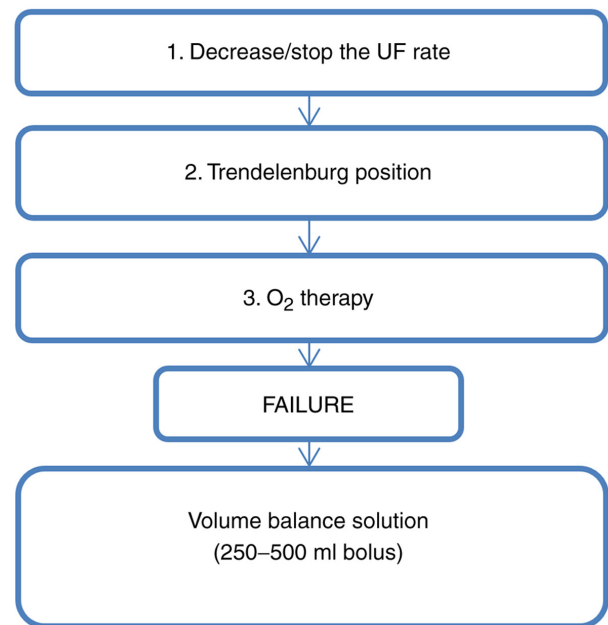 1. Decrease/stop the UF rate
2. Trendelenburg position
3. O₂ therapy
FAILURE
Volume balance solution
(250–500 ml bolus)